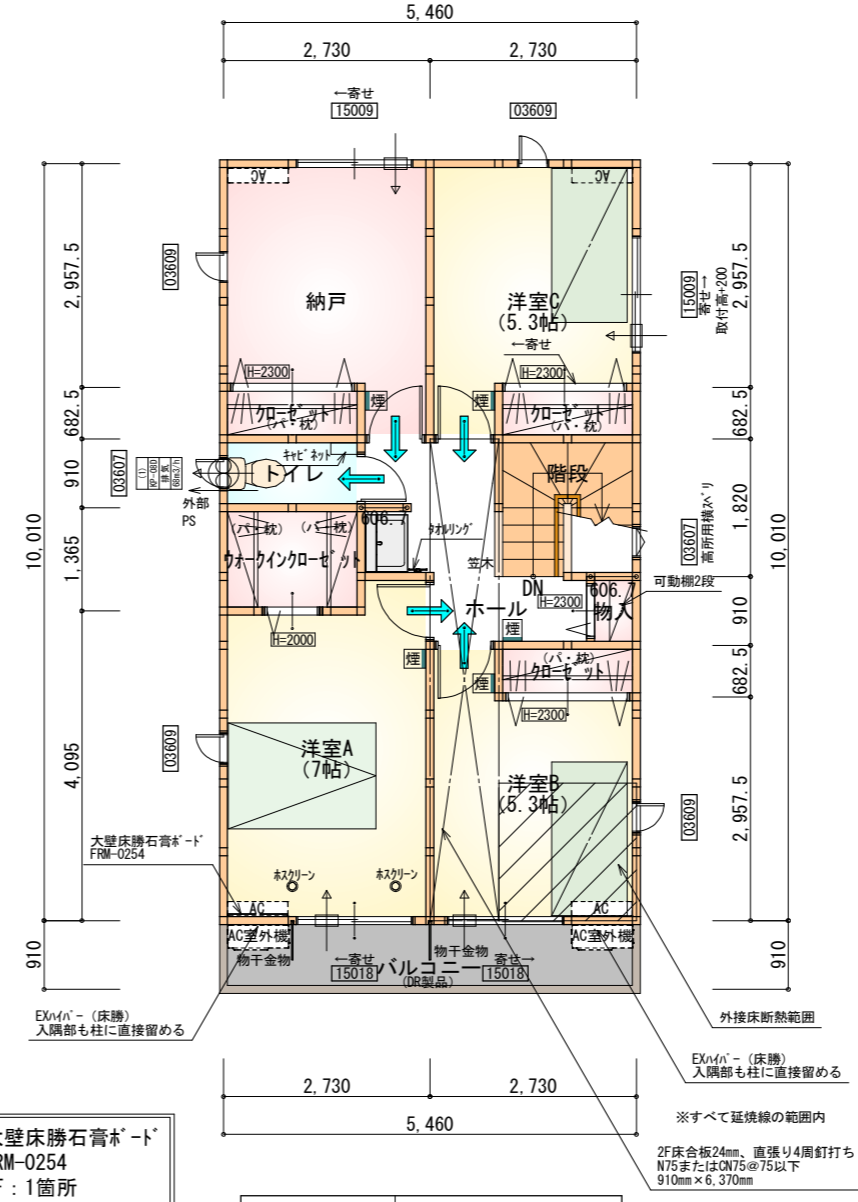 5,460
2,730
2,730
←寄せ
15009
03609
AC
AC
2,957.5
03609
納戸
洋室C
(5.3帖)
15009
寄せ→
取付高+200
2,957.5
←寄せ
H=2300
H=2300
煙
煙
682.5
クローゼット
(パ・枕)
クローゼット
(パ・枕)
682.5
10,010
910
03607
キャビネット
トイレ
階段
外部
PS
606.7
(パ・枕)
(パ・枕)
タオルリング
03607
高所用横スベリ
1,820
10,010
1,365
ウォークインクローゼット
笠木
DN
H=2300
606.7
可動棚2段
ホール
物入
910
H=2000
煙
煙
煙
(パ・枕)
クローゼット
682.5
H=2300
4,095
03609
洋室A
(7帖)
洋室B
(5.3帖)
03609
2,957.5
大壁床勝石膏ボード
FRM-0254
ホスクリーン
ホスクリーン
AC
AC
AC室外機
AC室外機
910
物干金物
←寄せ
15018
バルコニー
(DR製品)
物干金物
寄せ→
15018
910
EXハイパー（床勝）
入隅部も柱に直接留める
外接床断熱範囲
EXハイパー（床勝）
入隅部も柱に直接留める
2,730
2,730
5,460
※すべて延焼線の範囲内
2F床合板24mm、直張り4周釘打ち
N75またはCN75@75以下
910mm×6,370mm
大壁床勝石膏ボード
FRM-0254
：1箇所